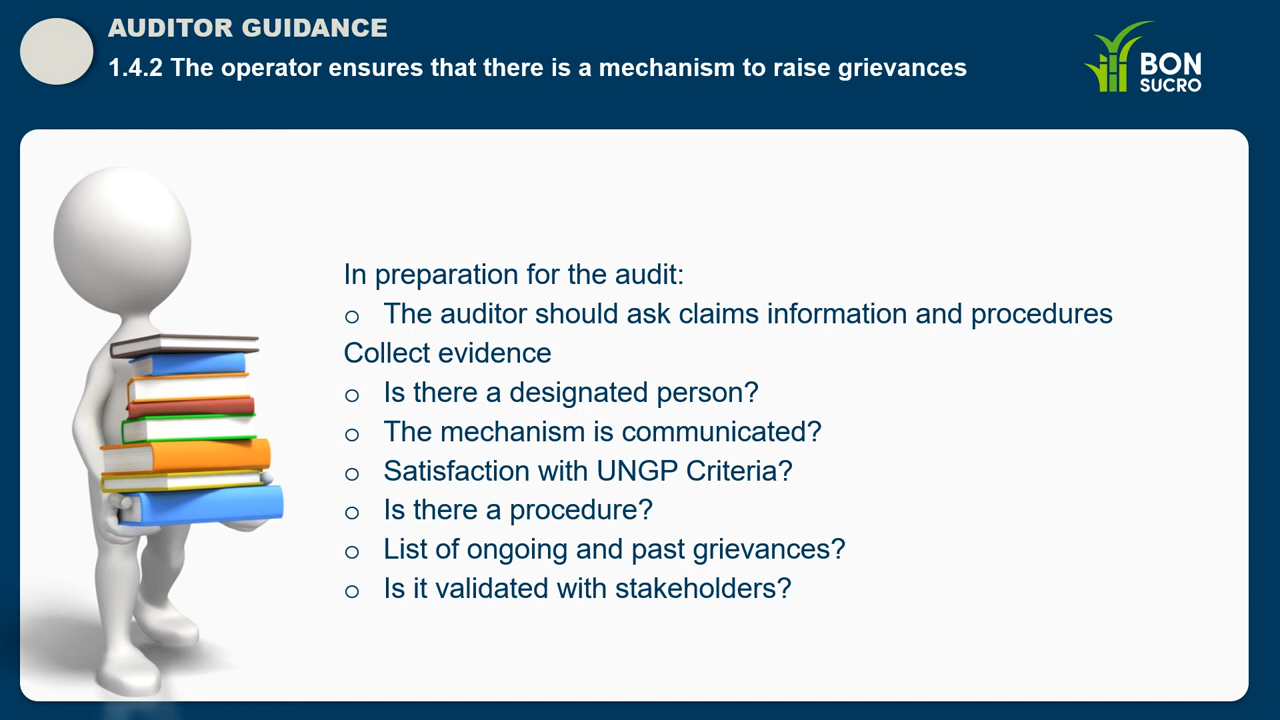 AUDITOR GUIDANCE
1.4.2 The operator ensures that there is a mechanism to raise grievances
BON
SUCRO
In preparation for the audit:
o The auditor should ask claims information and procedures
Collect evidence
o Is there a designated person?
o The mechanism is communicated?
o Satisfaction with UNGP Criteria?
o Is there a procedure?
o List of ongoing and past grievances?
o Is it validated with stakeholders?